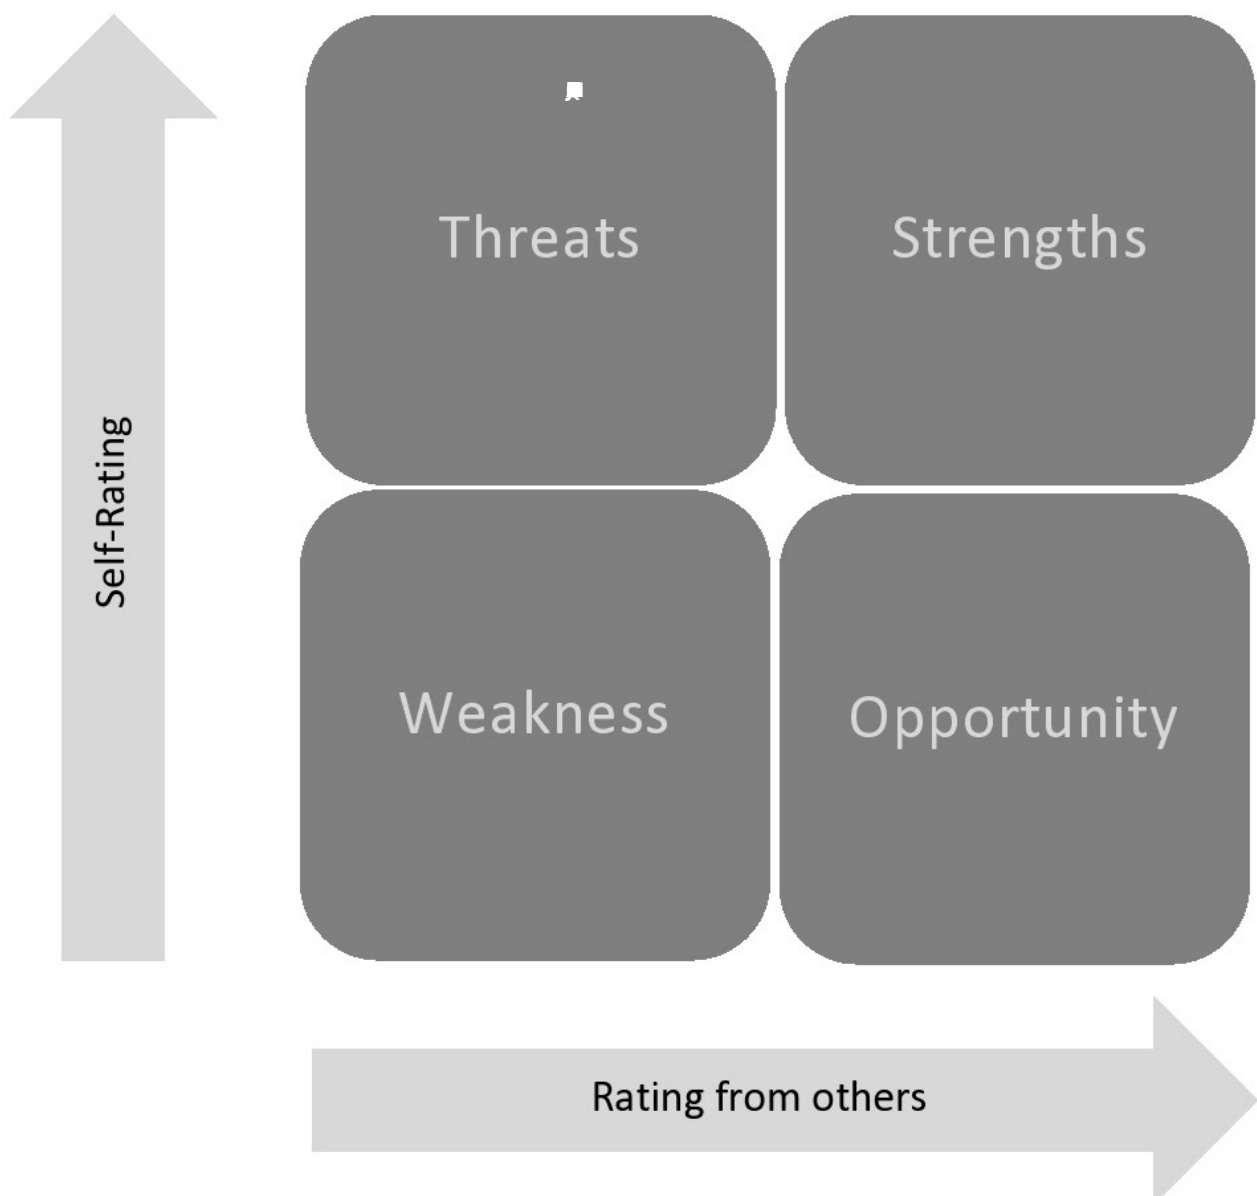 Threats
Strengths
Self-Rating
Weakness
Opportunity
Rating from others